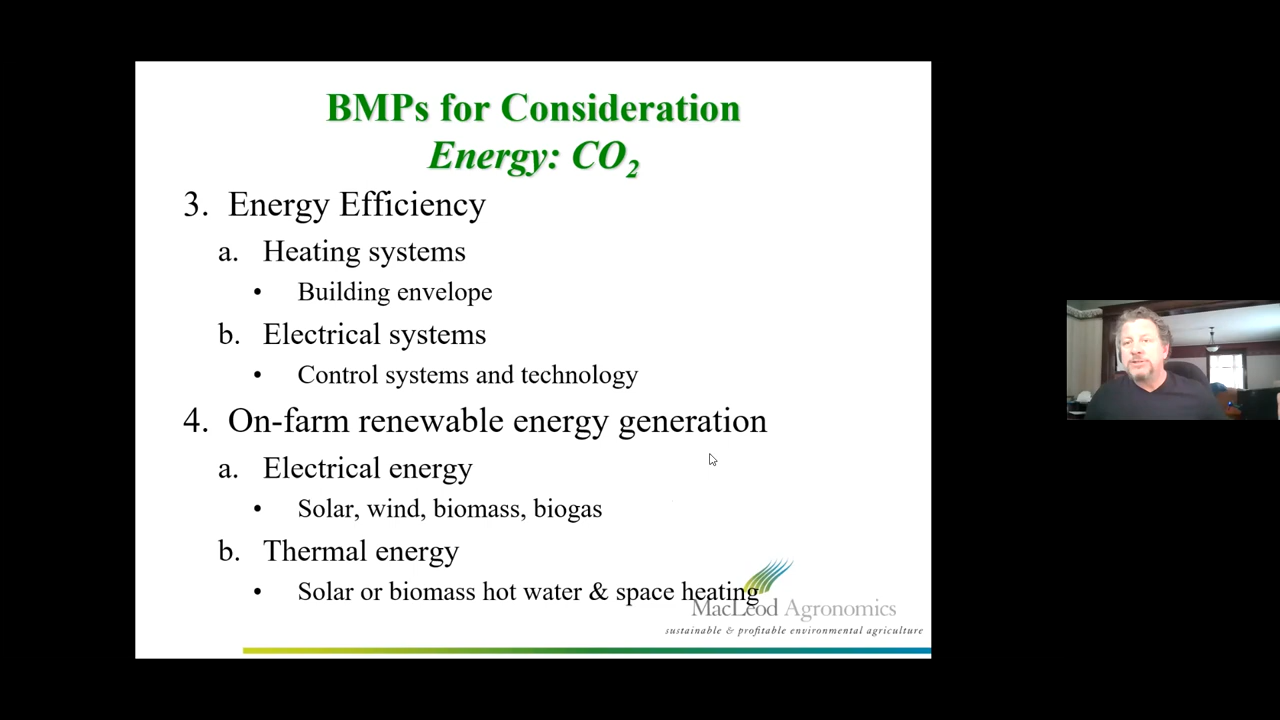 BMPs for Consideration
Energy: CO₂
3. Energy Efficiency
a. Heating systems
• Building envelope
b. Electrical systems
• Control systems and technology
4. On-farm renewable energy generation
a. Electrical energy
• Solar, wind, biomass, biogas
b. Thermal energy
• Solar or biomass hot water & space heating
MacLeod Agronomics
sustainable & profitable environmental agriculture